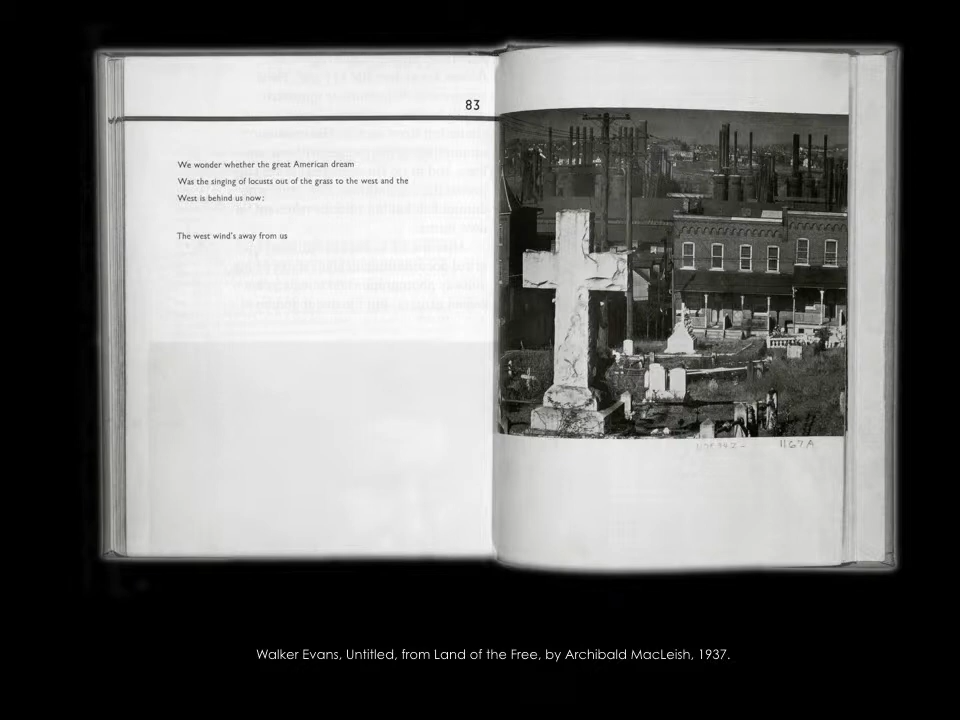 83
We wonder whether the great American dream
Was the singing of locusts out of the grass to the west and the
West is behind us now:
The west wind's away from us
1167A
Walker Evans, Untitled, from Land of the Free, by Archibald MacLeish, 1937.